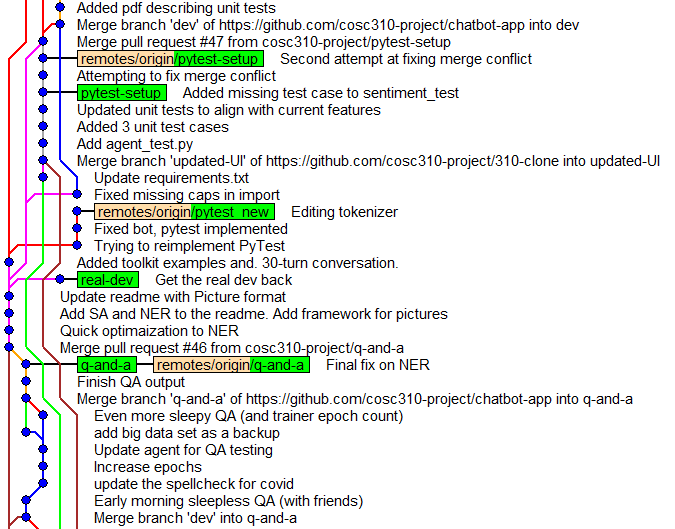 Added pdf describing unit tests
Merge branch 'dev' of https://github.com/cosc310-project/chatbot-app into dev
Merge pull request #47 from cosc310-project/pytest-setup
remotes/origin/pytest-setup Second attempt at fixing merge conflict
Attempting to fix merge conflict
pytest-setup Added missing test case to sentiment_test
Updated unit tests to align with current features
Added 3 unit test cases
Add agent_test.py
Merge branch 'updated-UI' of https://github.com/cosc310-project/310-clone into updated-UI
Update requirements.txt
Fixed missing caps in import
remotes/origin/pytest_new Editing tokenizer
Fixed bot, pytest implemented
Trying to reimplement PyTest
Added toolkit examples and. 30-turn conversation.
real-dev Get the real dev back
Update readme with Picture format
Add SA and NER to the readme. Add framework for pictures
Quick optimaization to NER
Merge pull request #46 from cosc310-project/q-and-a
q-and-a remotes/origin/q-and-a Final fix on NER
Finish QA output
Merge branch 'q-and-a' of https://github.com/cosc310-project/chatbot-app into q-and-a
Even more sleepy QA (and trainer epoch count)
add big data set as a backup
Update agent for QA testing
Increase epochs
update the spellcheck for covid
Early morning sleepless QA (with friends)
Merge branch 'dev' into q-and-a